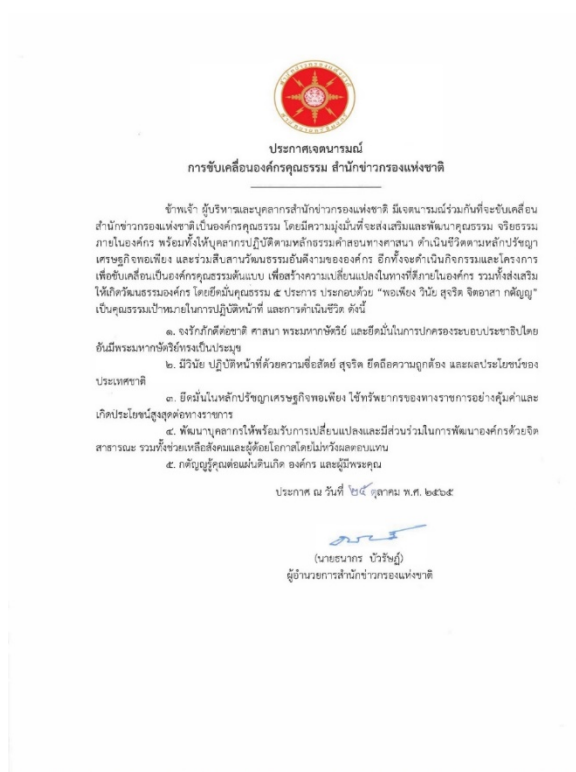 ประกาศเจตนารมณ์
การขับเคลื่อนองค์กรคุณธรรม สำนักข่าวกรองแห่งชาติ
ข้าพเจ้า ผู้บริหารและบุคลากรสำนักข่าวกรองแห่งชาติ มีเจตนารมณ์ร่วมกันที่จะขับเคลื่อน
สำนักข่าวกรองแห่งชาติเป็นองค์กรคุณธรรม โดยมีความมุ่งมั่นที่จะส่งเสริมและพัฒนาคุณธรรม จริยธรรม
ภายในองค์กร พร้อมทั้งให้บุคลากรปฏิบัติตามหลักธรรมคำสอนทางศาสนา ดำเนินชีวิตตามหลักปรัชญา
เศรษฐกิจพอเพียง และร่วมสืบสานวัฒนธรรมอันดีงามขององค์กร อีกทั้งจะดำเนินกิจกรรมและโครงการ
เพื่อขับเคลื่อนเป็นองค์กรคุณธรรมต้นแบบ เพื่อสร้างความเปลี่ยนแปลงในทางที่ดีภายในองค์กร รวมทั้งส่งเสริม
ให้เกิดวัฒนธรรมองค์กร โดยยึดมั่นคุณธรรม ๕ ประการ ประกอบด้วย "พอเพียง วินัย สุจริต จิตอาสา กตัญญู"
เป็นคุณธรรมเป้าหมายในการปฏิบัติหน้าที่ และการดำเนินชีวิต ดังนี้
๑. จงรักภักดีต่อชาติ ศาสนา พระมหากษัตริย์ และยึดมั่นในการปกครองระบอบประชาธิปไตย
อันมีพระมหากษัตริย์ทรงเป็นประมุข
๒. มีวินัย ปฏิบัติหน้าที่ด้วยความซื่อสัตย์ สุจริต ยึดถือความถูกต้อง และผลประโยชน์ของ
ประเทศชาติ
๓. ยึดมั่นในหลักปรัชญาเศรษฐกิจพอเพียง ใช้ทรัพยากรของทางราชการอย่างคุ้มค่าและ
เกิดประโยชน์สูงสุดต่อทางราชการ
๔. พัฒนาบุคลากรให้พร้อมรับการเปลี่ยนแปลงและมีส่วนร่วมในการพัฒนาองค์กรด้วยจิต
สาธารณะ รวมทั้งช่วยเหลือสังคมและผู้ด้อยโอกาสโดยไม่หวังผลตอบแทน
๕. กตัญญูรู้คุณต่อแผ่นดินเกิด องค์กร และผู้มีพระคุณ
ประกาศ ณ วันที่ ๒๕ ตุลาคม พ.ศ. ๒๕๖๕
(นายธนากร บัวรัษฏ์)
ผู้อำนวยการสำนักข่าวกรองแห่งชาติ